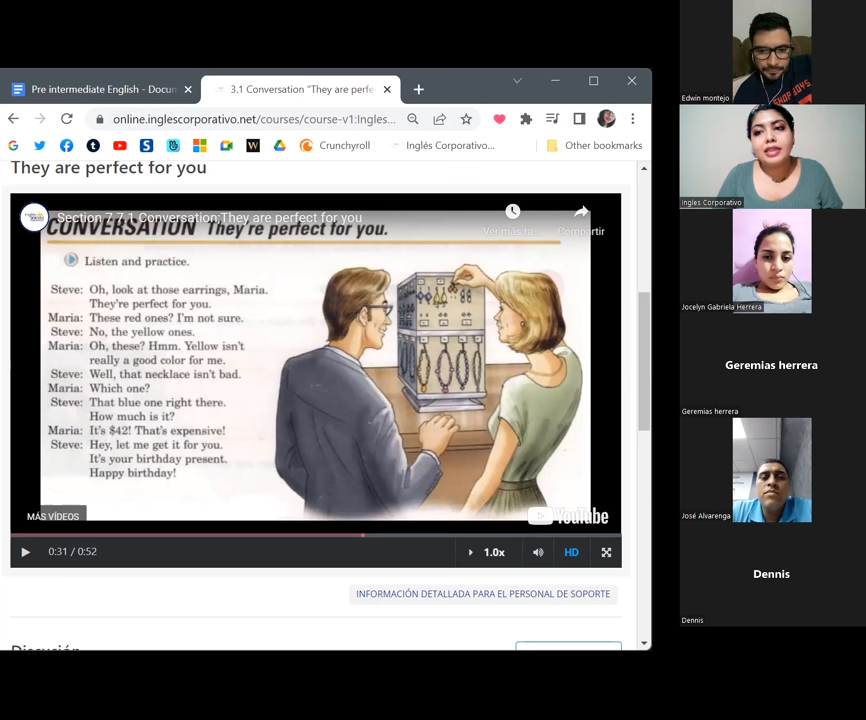 Pre intermediate English - Docun
3.1 Conversation "They are perfe
online.inglescorporativo.net/courses/course-v1:Ingles...
Crunchyroll
Inglés Corporativo...
Other bookmarks
They are perfect for you
Section 7.7.1 Conversation;They are perfect for you
Ver más ta...
Compartir
CONVERSATION They're perfect for you.
Listen and practice.
Steve: Oh, look at those earrings, Maria.
They're perfect for you.
Maria: These red ones? I'm not sure.
Steve: No, the yellow ones.
Maria: Oh, these? Hmm. Yellow isn't
really a good color for me.
Steve: Well, that necklace isn't bad.
Maria: Which one?
Steve: That blue one right there.
How much is it?
Maria: It's $42! That's expensive!
Steve: Hey, let me get it for you.
It's your birthday present.
Happy birthday!
MÁS VÍDEOS
YouTube
0:31 / 0:52
1.0x
HD
INFORMACIÓN DETALLADA PARA EL PERSONAL DE SOPORTE
Discusión
Edwin montejo
Ingles Corporativo
Jocelyn Gabriela Herrera
Geremias herrera
Geremias herrera
José Alvarenga
Dennis
Dennis